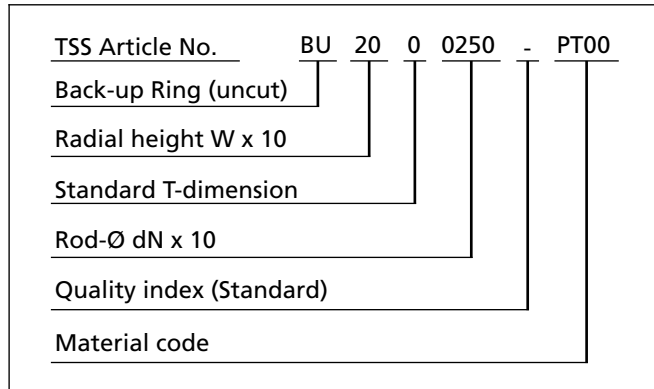 TSS Article No. BU 20 0 0250 - PT00
Back-up Ring (uncut)
Radial height W x 10
Standard T-dimension
Rod-Ø dN x 10
Quality index (Standard)
Material code